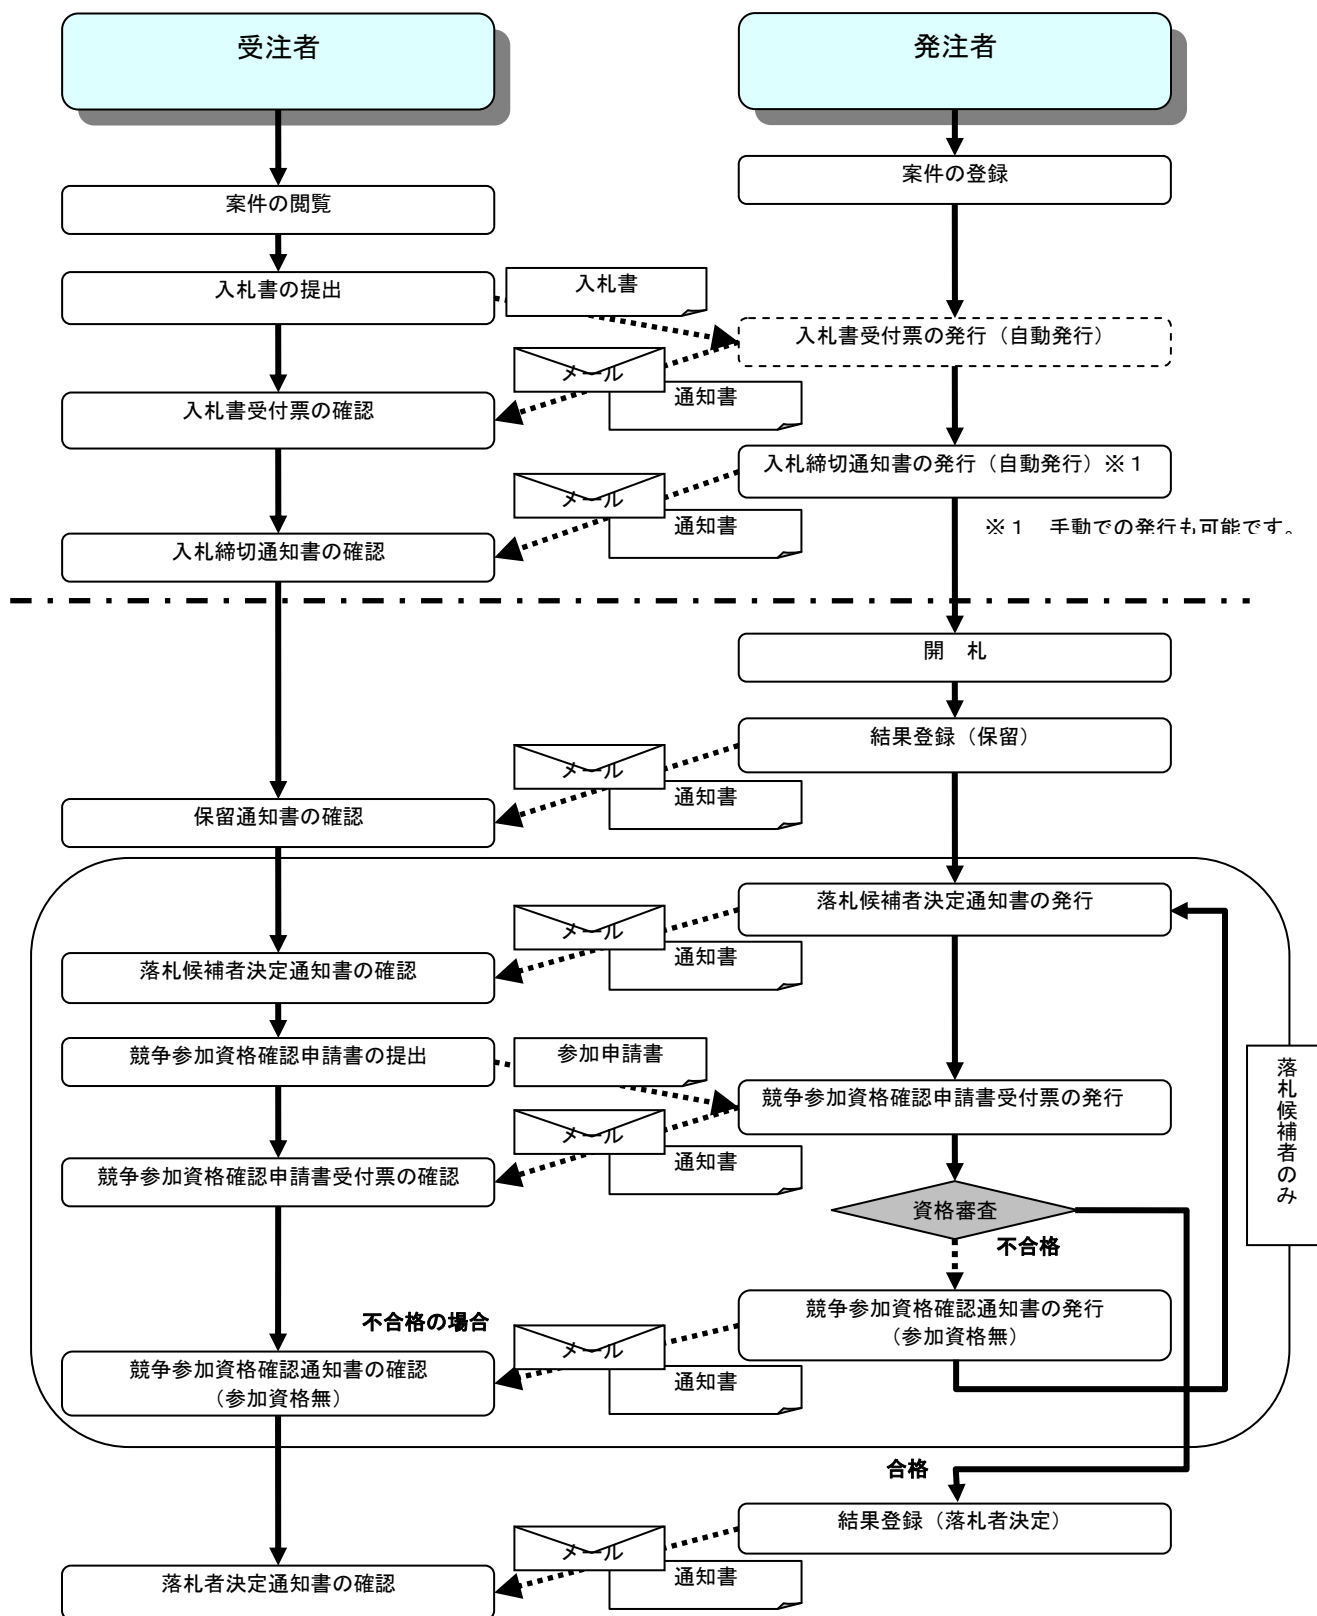 受注者
発注者
案件の登録
案件の閲覧
入札書の提出
入札書
入札書受付票の発行（自動発行）
メール
通知書
入札書受付票の確認
入札締切通知書の発行（自動発行）※１
メール
通知書
※１　手動での発行も可能です。
入札締切通知書の確認
開　札
結果登録（保留）
メール
通知書
保留通知書の確認
落札候補者決定通知書の発行
メール
通知書
落札候補者決定通知書の確認
競争参加資格確認申請書の提出
参加申請書
落札候補者のみ
競争参加資格確認申請書受付票の発行
メール
通知書
競争参加資格確認申請書受付票の確認
資格審査
不合格
競争参加資格確認通知書の発行
（参加資格無）
不合格の場合
メール
通知書
競争参加資格確認通知書の確認
（参加資格無）
合格
結果登録（落札者決定）
メール
通知書
落札者決定通知書の確認